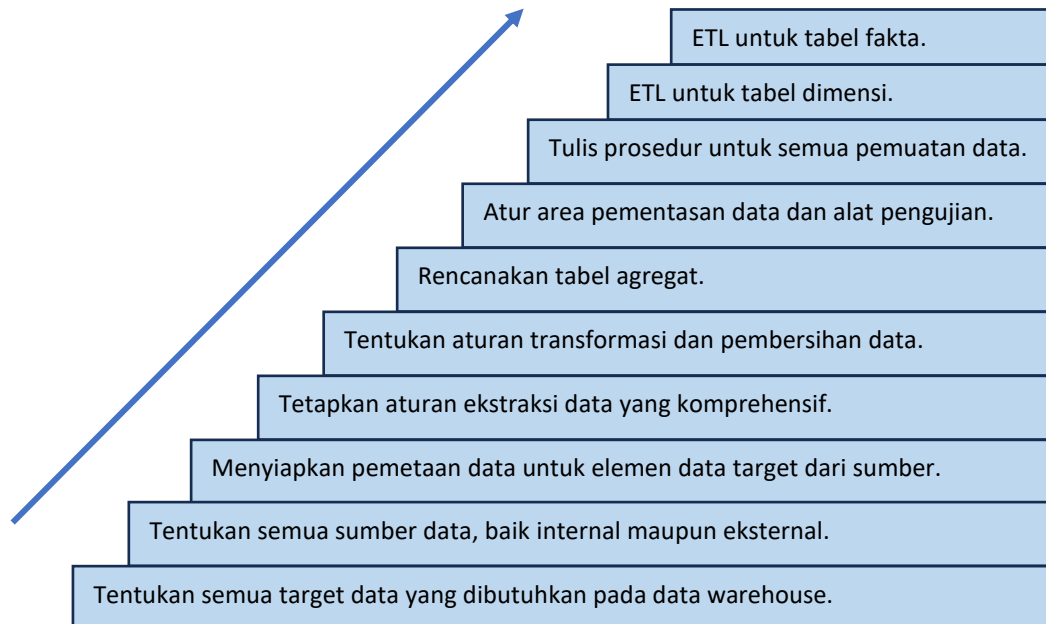 ETL untuk tabel fakta.
ETL untuk tabel dimensi.
Tulis prosedur untuk semua pemuatan data.
Atur area pementasan data dan alat pengujian.
Rencanakan tabel agregat.
Tentukan aturan transformasi dan pembersihan data.
Tetapkan aturan ekstraksi data yang komprehensif.
Menyiapkan pemetaan data untuk elemen data target dari sumber.
Tentukan semua sumber data, baik internal maupun eksternal.
Tentukan semua target data yang dibutuhkan pada data warehouse.